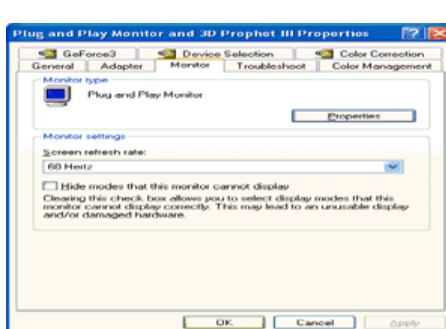 Plug and Play Monitor and 3D Prophet III Properties
GeForce3 Device Selection Color Correction
General Adapter Monitor Troubleshoot Color Management
Monitor type
Plug and Play Monitor
Properties
Monitor settings
Screen refresh rate:
60 Hertz
Hide modes that this monitor cannot display
Clearing this check box allows you to select display modes that this
monitor cannot display correctly. This may lead to an unusable display
and/or damaged hardware.
OK Cancel Apply